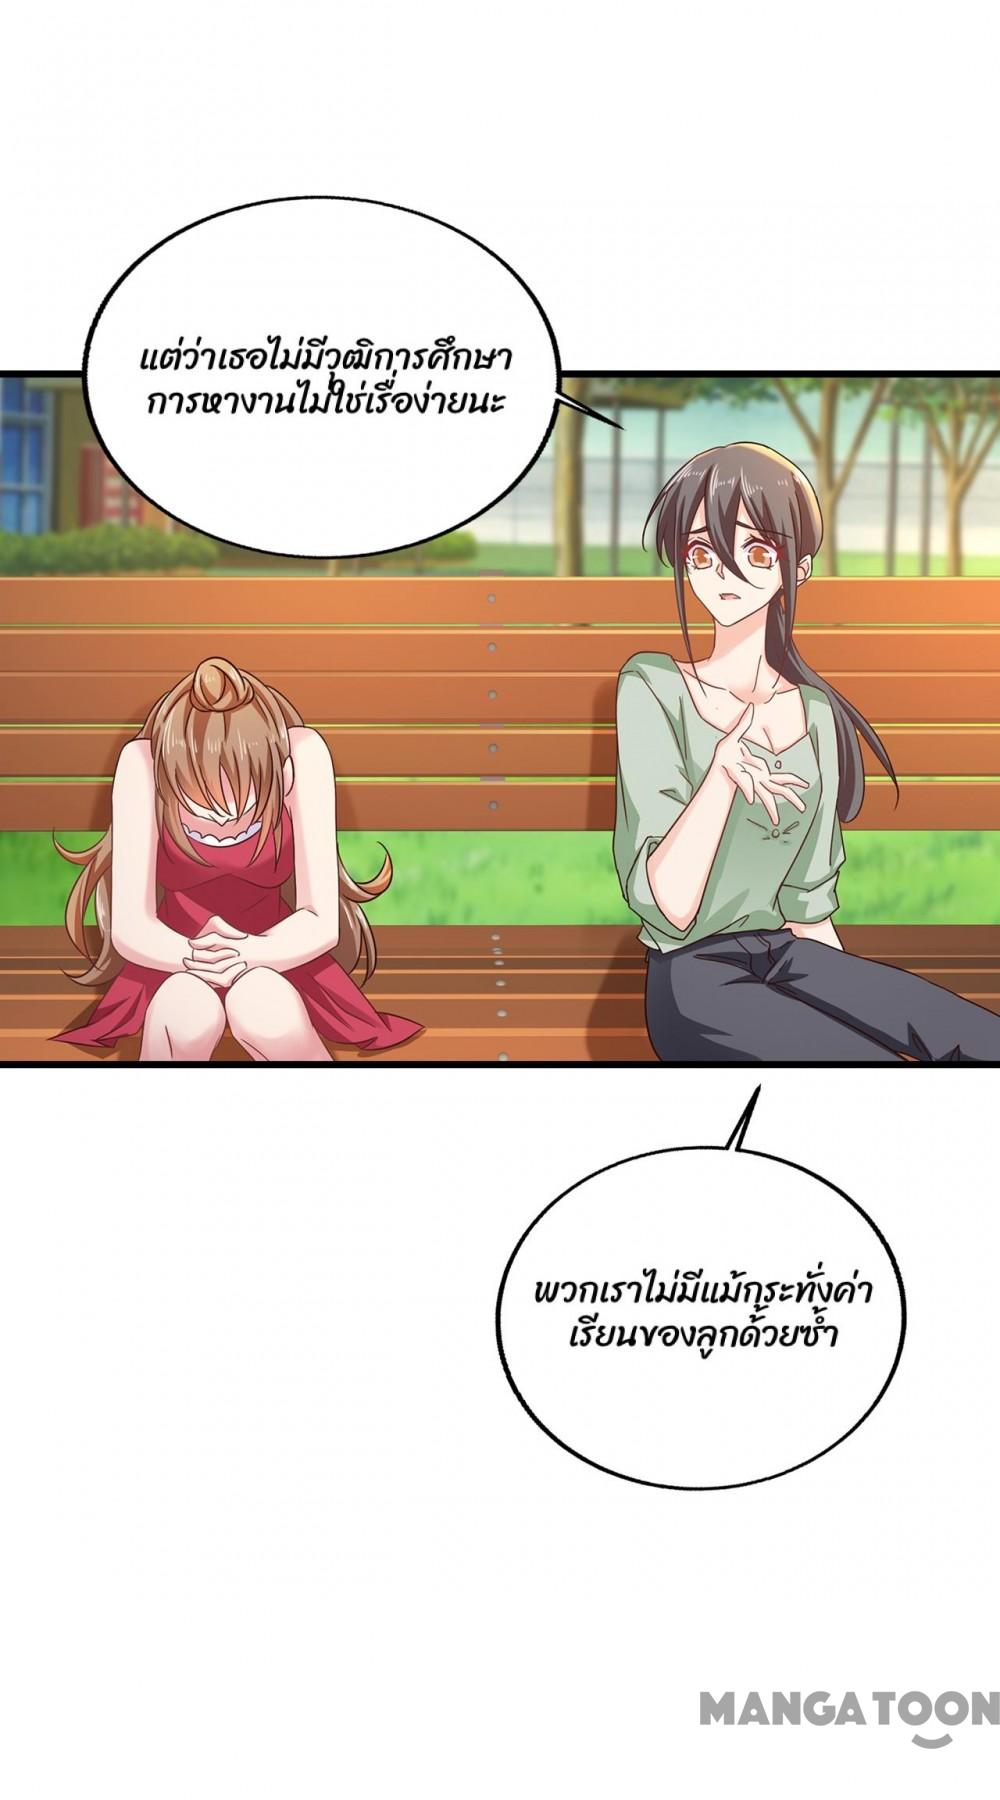 แต่ว่าเธอไม่มีวุฒิการศึกษา
การหางานไม่ใช่เรื่อง่ายนะ
พวกเราไม่มีแม้กระทั่งค่า
เรียนของลูกด้วยซ้ำ
MANGATOON